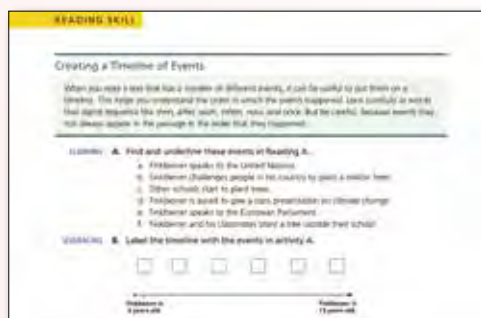 READING SKILL
Creating a Timeline of Events
When you read a text that has a number of different events, it can be useful to put them on a
timeline. This helps you understand the order in which the events happened. Look carefully at words
that signal sequence like then, after, soon, when, now, and once. But be careful, because events may
not always appear in the passage in the order that they happened.
SCANNING A. Find and underline these events in Reading A.
a Finkbeiner speaks to the United Nations.
b Finkbeiner challenges people in his country to plant a million trees.
c Other schools start to plant trees.
d Finkbeiner is asked to give a class presentation on climate change.
e Finkbeiner speaks to the European Parliament.
f Finkbeiner and his classmates plant a tree outside their school.
B. Label the timeline with the events in activity A.
Finkbeiner is
9 years old.
Finkbeiner is
13 years old.